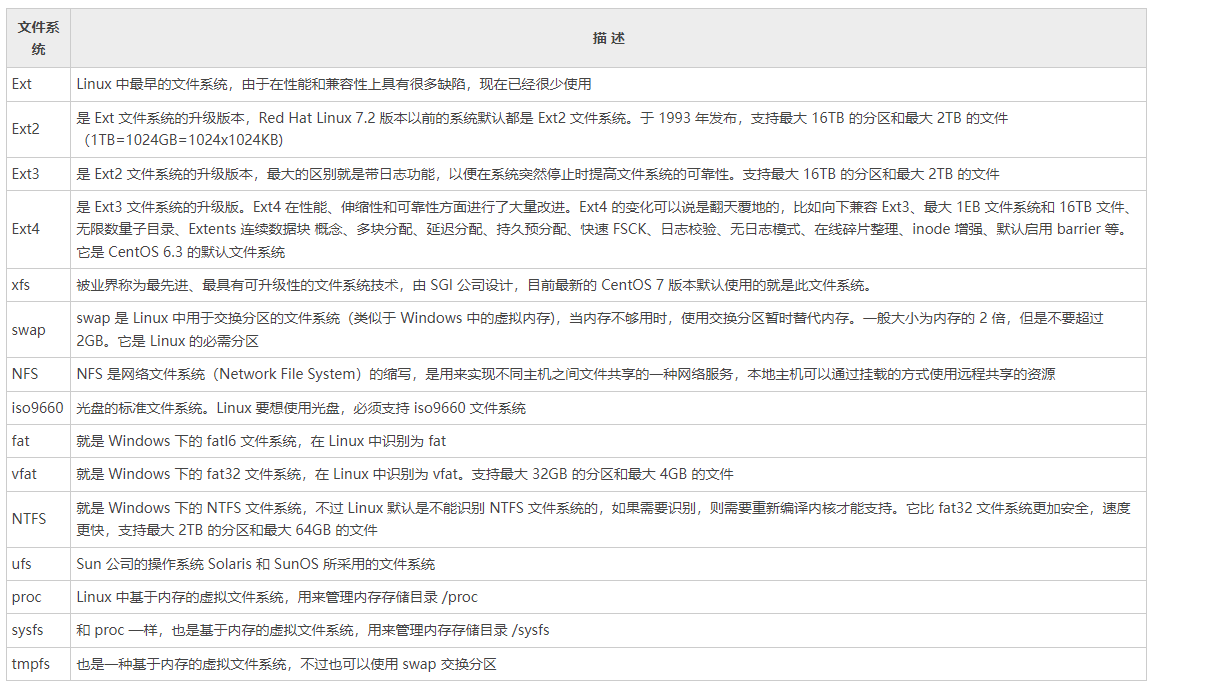 文件系
统
描 述
Ext
Linux 中最早的文件系统，由于在性能和兼容性上具有很多缺陷，现在已经很少使用
Ext2
是 Ext 文件系统的升级版本，Red Hat Linux 7.2 版本以前的系统默认都是 Ext2 文件系统。于 1993 年发布，支持最大 16TB 的分区和最大 2TB 的文件
（1TB=1024GB=1024x1024KB)
Ext3
是 Ext2 文件系统的升级版本，最大的区别就是带日志功能，以便在系统突然停止时提高文件系统的可靠性。支持最大 16TB 的分区和最大 2TB 的文件
Ext4
是 Ext3 文件系统的升级版。Ext4 在性能、伸缩性和可靠性方面进行了大量改进。Ext4 的变化可以说是翻天覆地的，比如向下兼容 Ext3、最大 1EB 文件系统和 16TB 文件、
无限数量子目录、Extents 连续数据块 概念、多块分配、延迟分配、持久预分配、快速 FSCK、日志校验、无日志模式、在线碎片整理、inode 增强、默认启用 barrier 等。
它是 CentOS 6.3 的默认文件系统
xfs
被业界称为最先进、最具有可升级性的文件系统技术，由 SGI 公司设计，目前最新的 CentOS 7 版本默认使用的就是此文件系统。
swap
swap 是 Linux 中用于交换分区的文件系统（类似于 Windows 中的虚拟内存)，当内存不够用时，使用交换分区暂时替代内存。一般大小为内存的 2 倍，但是不要超过
2GB。它是 Linux 的必需分区
NFS
NFS 是网络文件系统（Network File System）的缩写，是用来实现不同主机之间文件共享的一种网络服务，本地主机可以通过挂载的方式使用远程共享的资源
iso9660
光盘的标准文件系统。Linux 要想使用光盘，必须支持 iso9660 文件系统
fat
就是 Windows 下的 fatl6 文件系统，在 Linux 中识别为 fat
vfat
就是 Windows 下的 fat32 文件系统，在 Linux 中识别为 vfat。支持最大 32GB 的分区和最大 4GB 的文件
NTFS
就是 Windows 下的 NTFS 文件系统，不过 Linux 默认是不能识别 NTFS 文件系统的，如果需要识别，则需要重新编译内核才能支持。它比 fat32 文件系统更加安全，速度
更快，支持最大 2TB 的分区和最大 64GB 的文件
ufs
Sun 公司的操作系统 Solaris 和 SunOS 所采用的文件系统
proc
Linux 中基于内存的虚拟文件系统，用来管理内存存储目录 /proc
sysfs
和 proc —样，也是基于内存的虚拟文件系统，用来管理内存存储目录 /sysfs
tmpfs
也是一种基于内存的虚拟文件系统，不过也可以使用 swap 交换分区